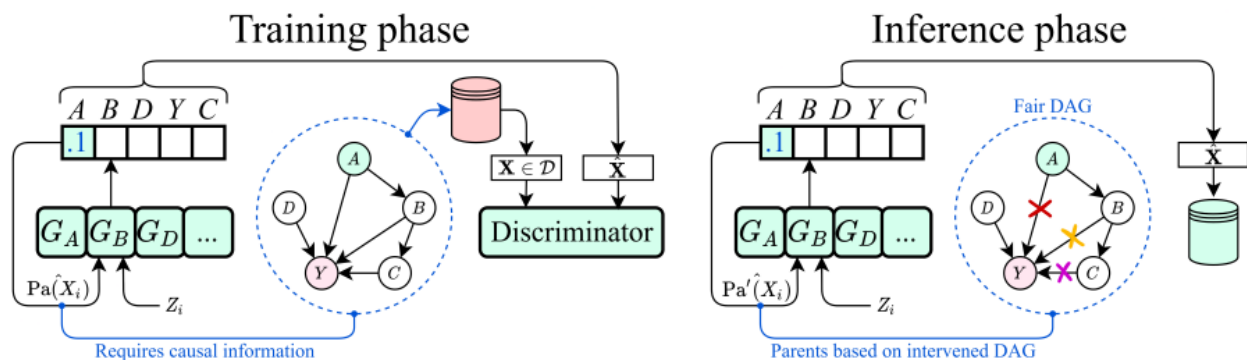 Training phase
A B D Y C
.1
G_A G_B G_D ...
Pa(X̂_i)
Z_i
Requires causal information
A
D
B
Y
C
X ∈ D
X̂
Discriminator
Inference phase
A B D Y C
.1
G_A G_B G_D ...
Pa′(X̂_i)
Z_i
Parents based on intervened DAG
Fair DAG
A
D
B
Y
C
X̂